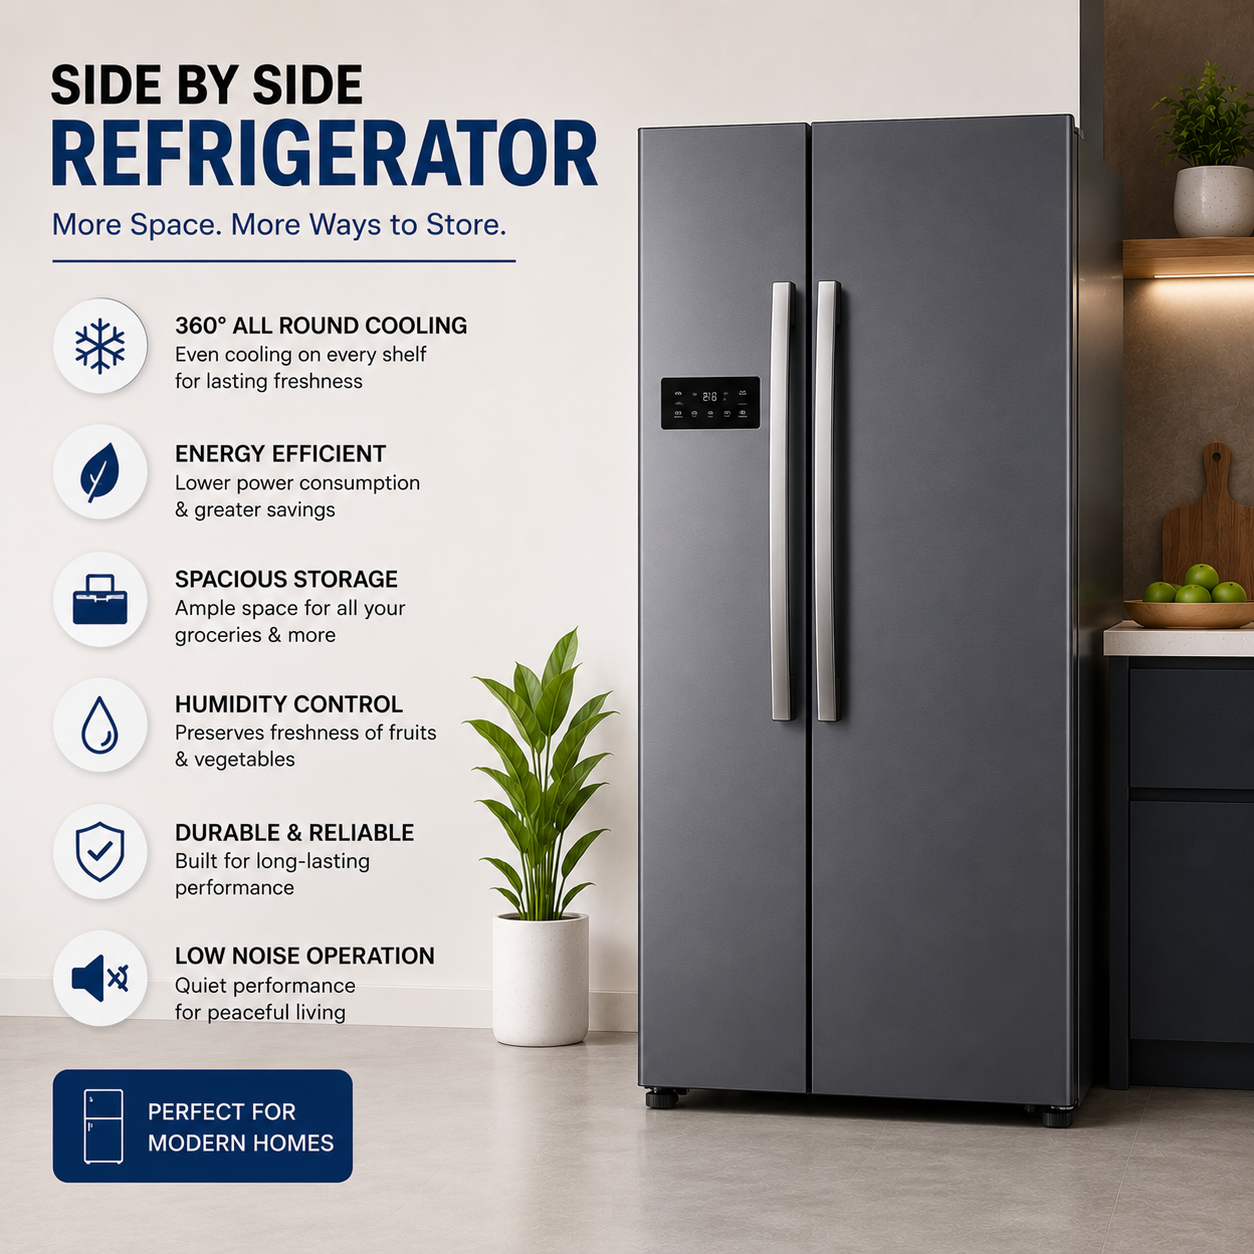 SIDE BY SIDE
REFRIGERATOR
More Space. More Ways to Store.
360° ALL ROUND COOLING
Even cooling on every shelf
for lasting freshness
ENERGY EFFICIENT
Lower power consumption
& greater savings
SPACIOUS STORAGE
Ample space for all your
groceries & more
HUMIDITY CONTROL
Preserves freshness of fruits
& vegetables
DURABLE & RELIABLE
Built for long-lasting
performance
LOW NOISE OPERATION
Quiet performance
for peaceful living
PERFECT FOR
MODERN HOMES